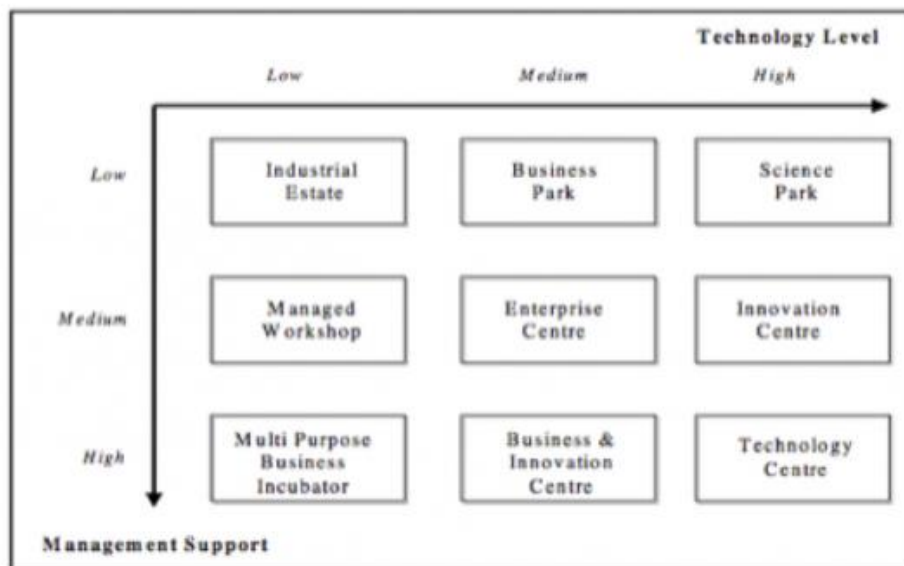 Technology Level
Low Medium High
Low
Industrial
Estate
Business
Park
Science
Park
Medium
Managed
Workshop
Enterprise
Centre
Innovation
Centre
High
Multi Purpose
Business
Incubator
Business &
Innovation
Centre
Technology
Centre
Management Support